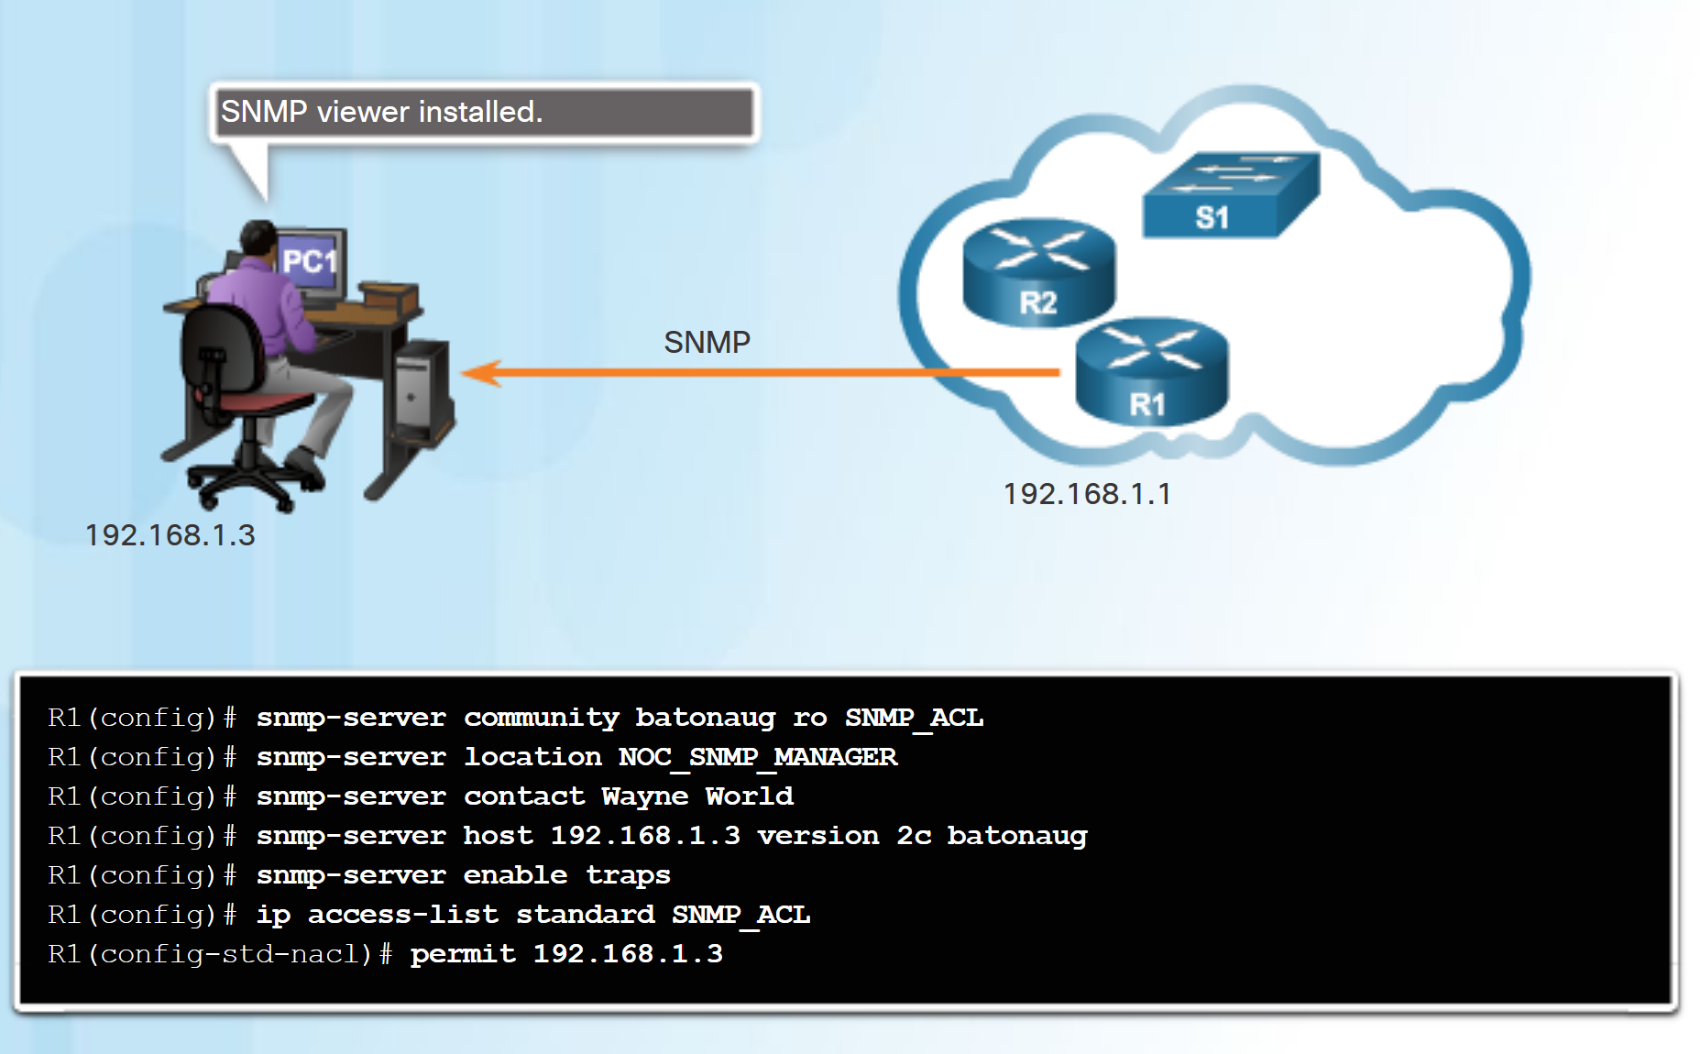 SNMP viewer installed.
S1
PC1
R2
SNMP
R1
192.168.1.1
192.168.1.3
R1(config)# snmp-server community batonaug ro SNMP_ACL
R1(config)# snmp-server location NOC_SNMP_MANAGER
R1(config)# snmp-server contact Wayne World
R1(config)# snmp-server host 192.168.1.3 version 2c batonaug
R1(config)# snmp-server enable traps
R1(config)# ip access-list standard SNMP_ACL
R1(config-std-nacl)# permit 192.168.1.3